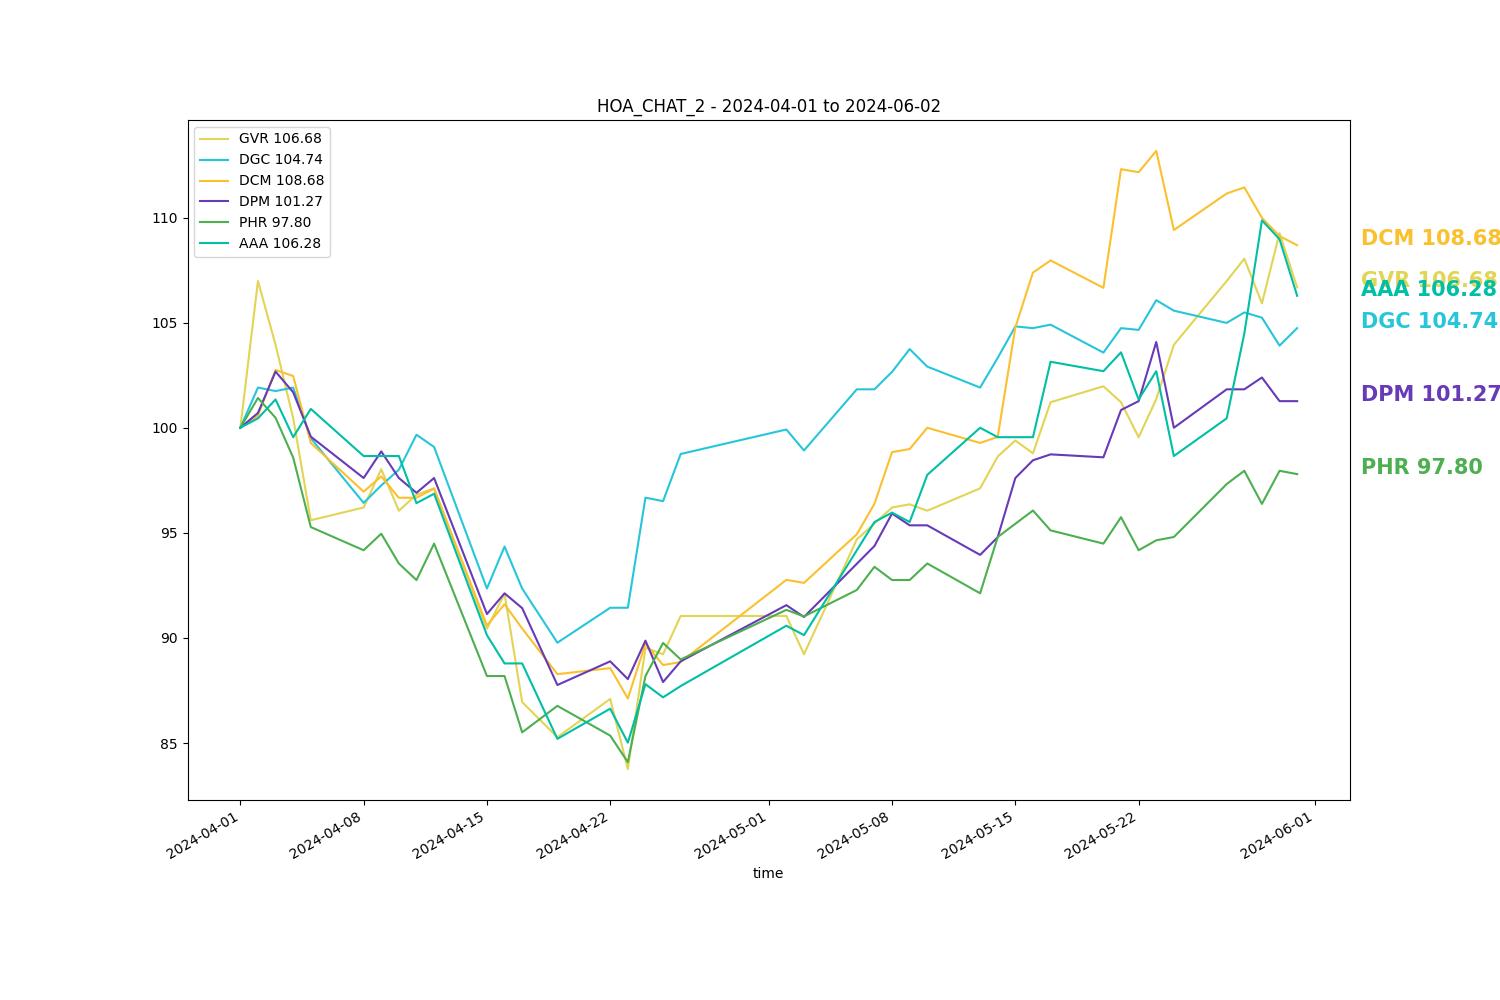 HOA_CHAT_2 - 2024-04-01 to 2024-06-02
GVR 106.68
DGC 104.74
DCM 108.68
DPM 101.27
PHR 97.80
AAA 106.28
110
105
100
95
90
85
DCM 108.68
GVR 106.68
AAA 106.28
DGC 104.74
DPM 101.27
PHR 97.80
2024-04-01
2024-04-08
2024-04-15
2024-04-22
2024-05-01
2024-05-08
2024-05-15
2024-05-22
2024-06-01
time